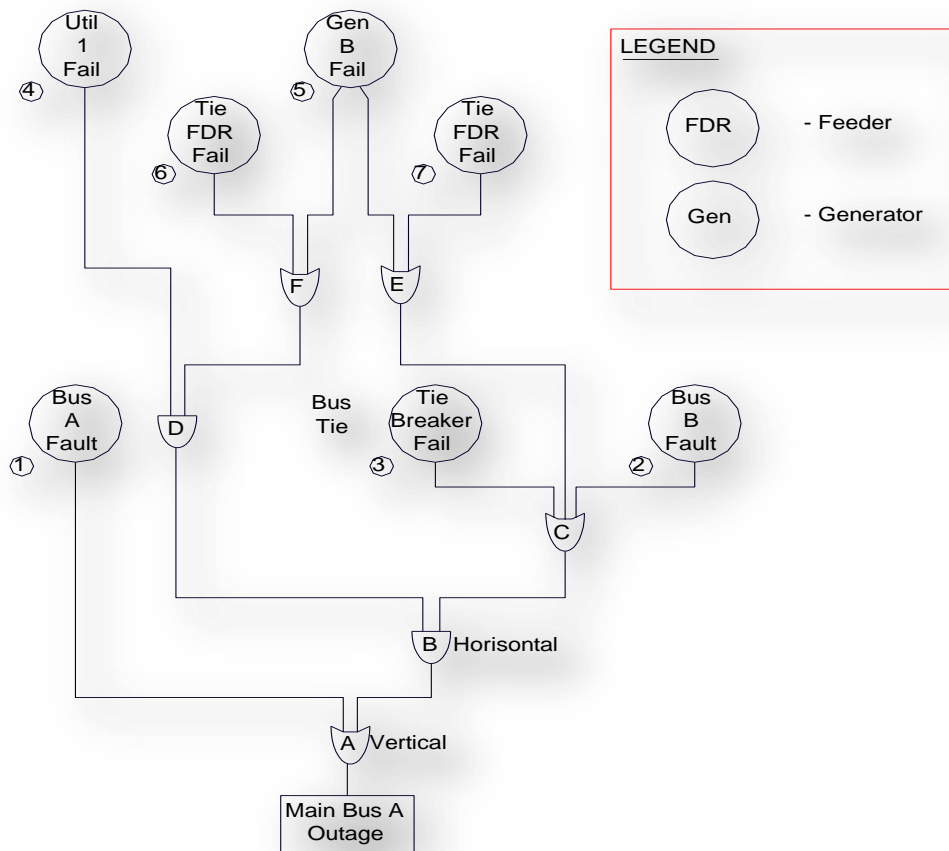 Util
1
Fail
4
Gen
B
Fail
5
Tie
FDR
Fail
6
Tie
FDR
Fail
7
LEGEND
FDR
- Feeder
Gen
- Generator
F
E
Bus
A
Fault
1
D
Bus
Tie
Tie
Breaker
Fail
3
Bus
B
Fault
2
C
B
Horisontal
A
Vertical
Main Bus A
Outage